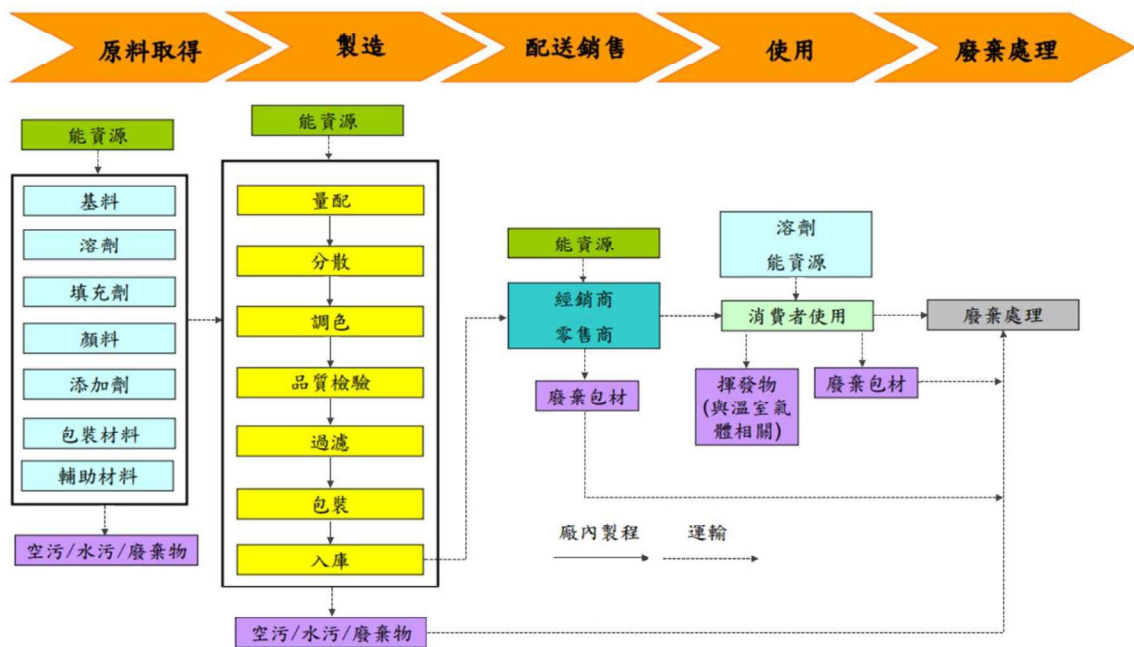 原料取得
製造
配送銷售
使用
廢棄處理
能資源
基料
溶劑
填充劑
顏料
添加劑
包裝材料
輔助材料
空污/水污/廢棄物
能資源
量配
分散
調色
品質檢驗
過濾
包裝
入庫
空污/水污/廢棄物
能資源
經銷商
零售商
廢棄包材
溶劑
能資源
消費者使用
揮發物
(與溫室氣
體相關)
廢棄包材
廢棄處理
廠內製程
運輸